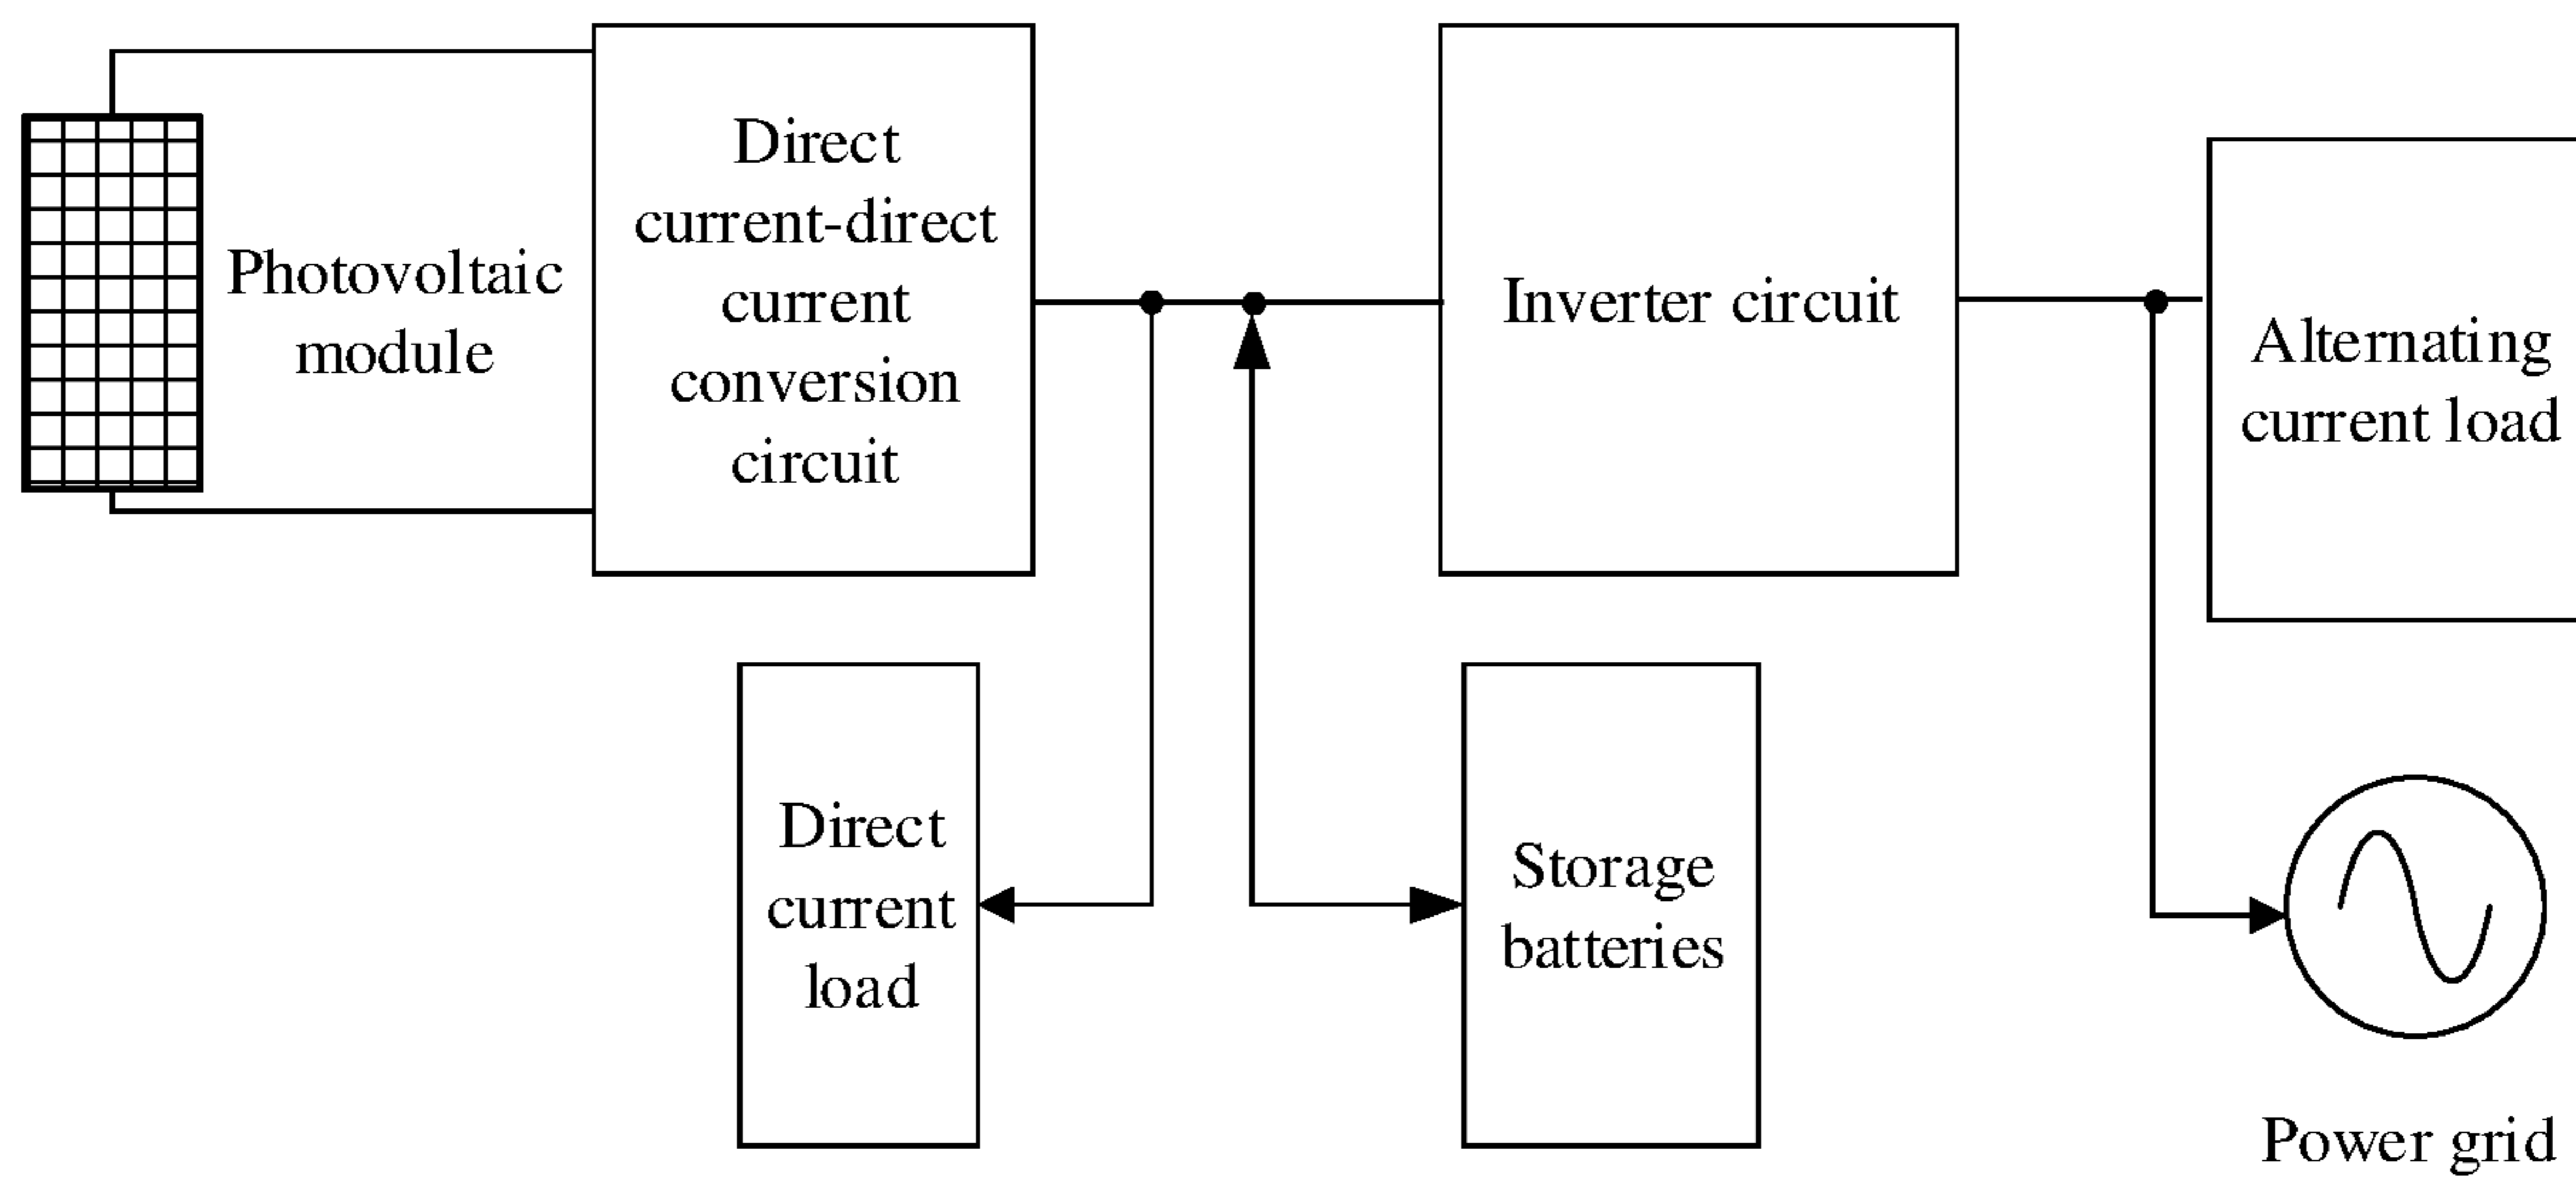 Photovoltaic
module
Direct
current-direct
current
conversion
circuit
Inverter circuit
Alternating
current load
Direct
current
load
Storage
batteries
Power grid